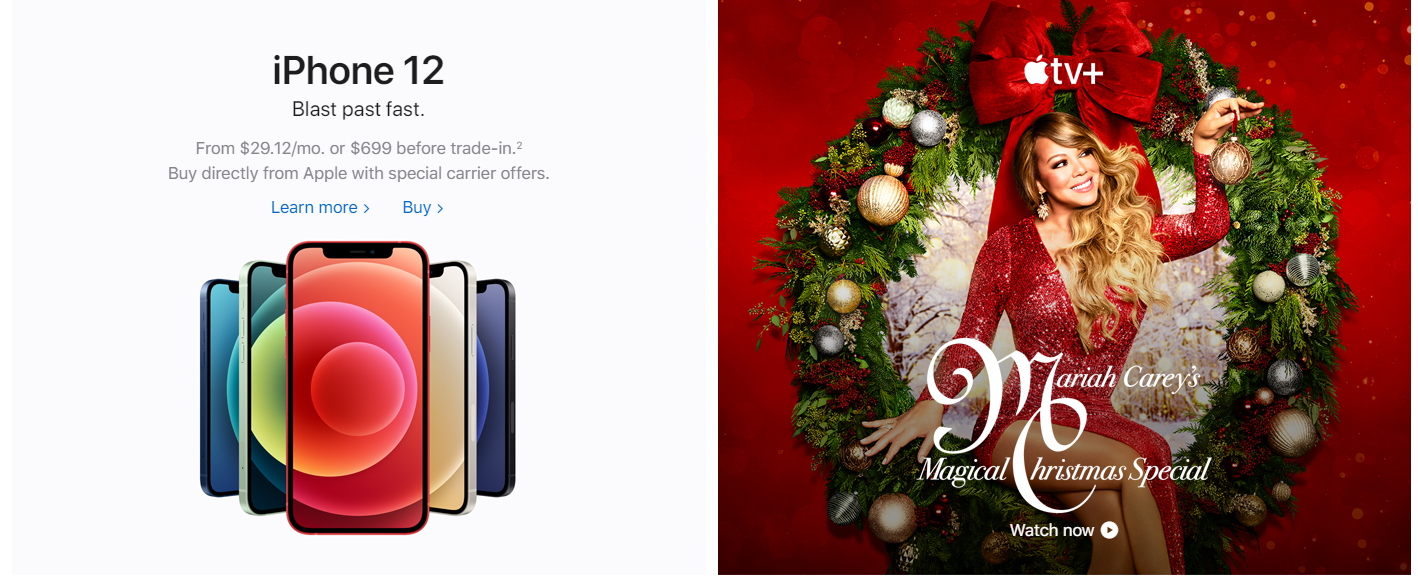 iPhone 12
Blast past fast.
From $29.12/mo. or $699 before trade-in.²
Buy directly from Apple with special carrier offers.
Learn more >
Buy >
tv+
Mariah Carey's
Magical Christmas Special
Watch now